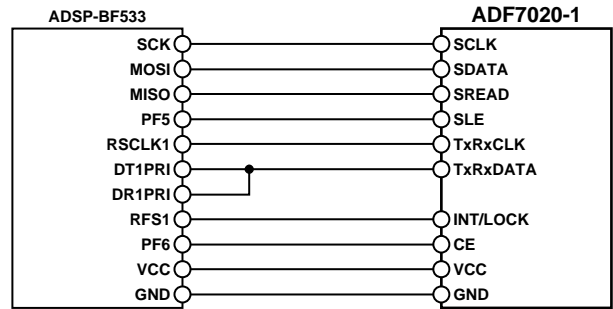 ADSP-BF533 ADF7020-1
SCK SCLK
MOSI SDATA
MISO SREAD
PF5 SLE
RSCLK1 TxRxCLK
DT1PRI TxRxDATA
DR1PRI
RFS1 INT/LOCK
PF6 CE
VCC VCC
GND GND